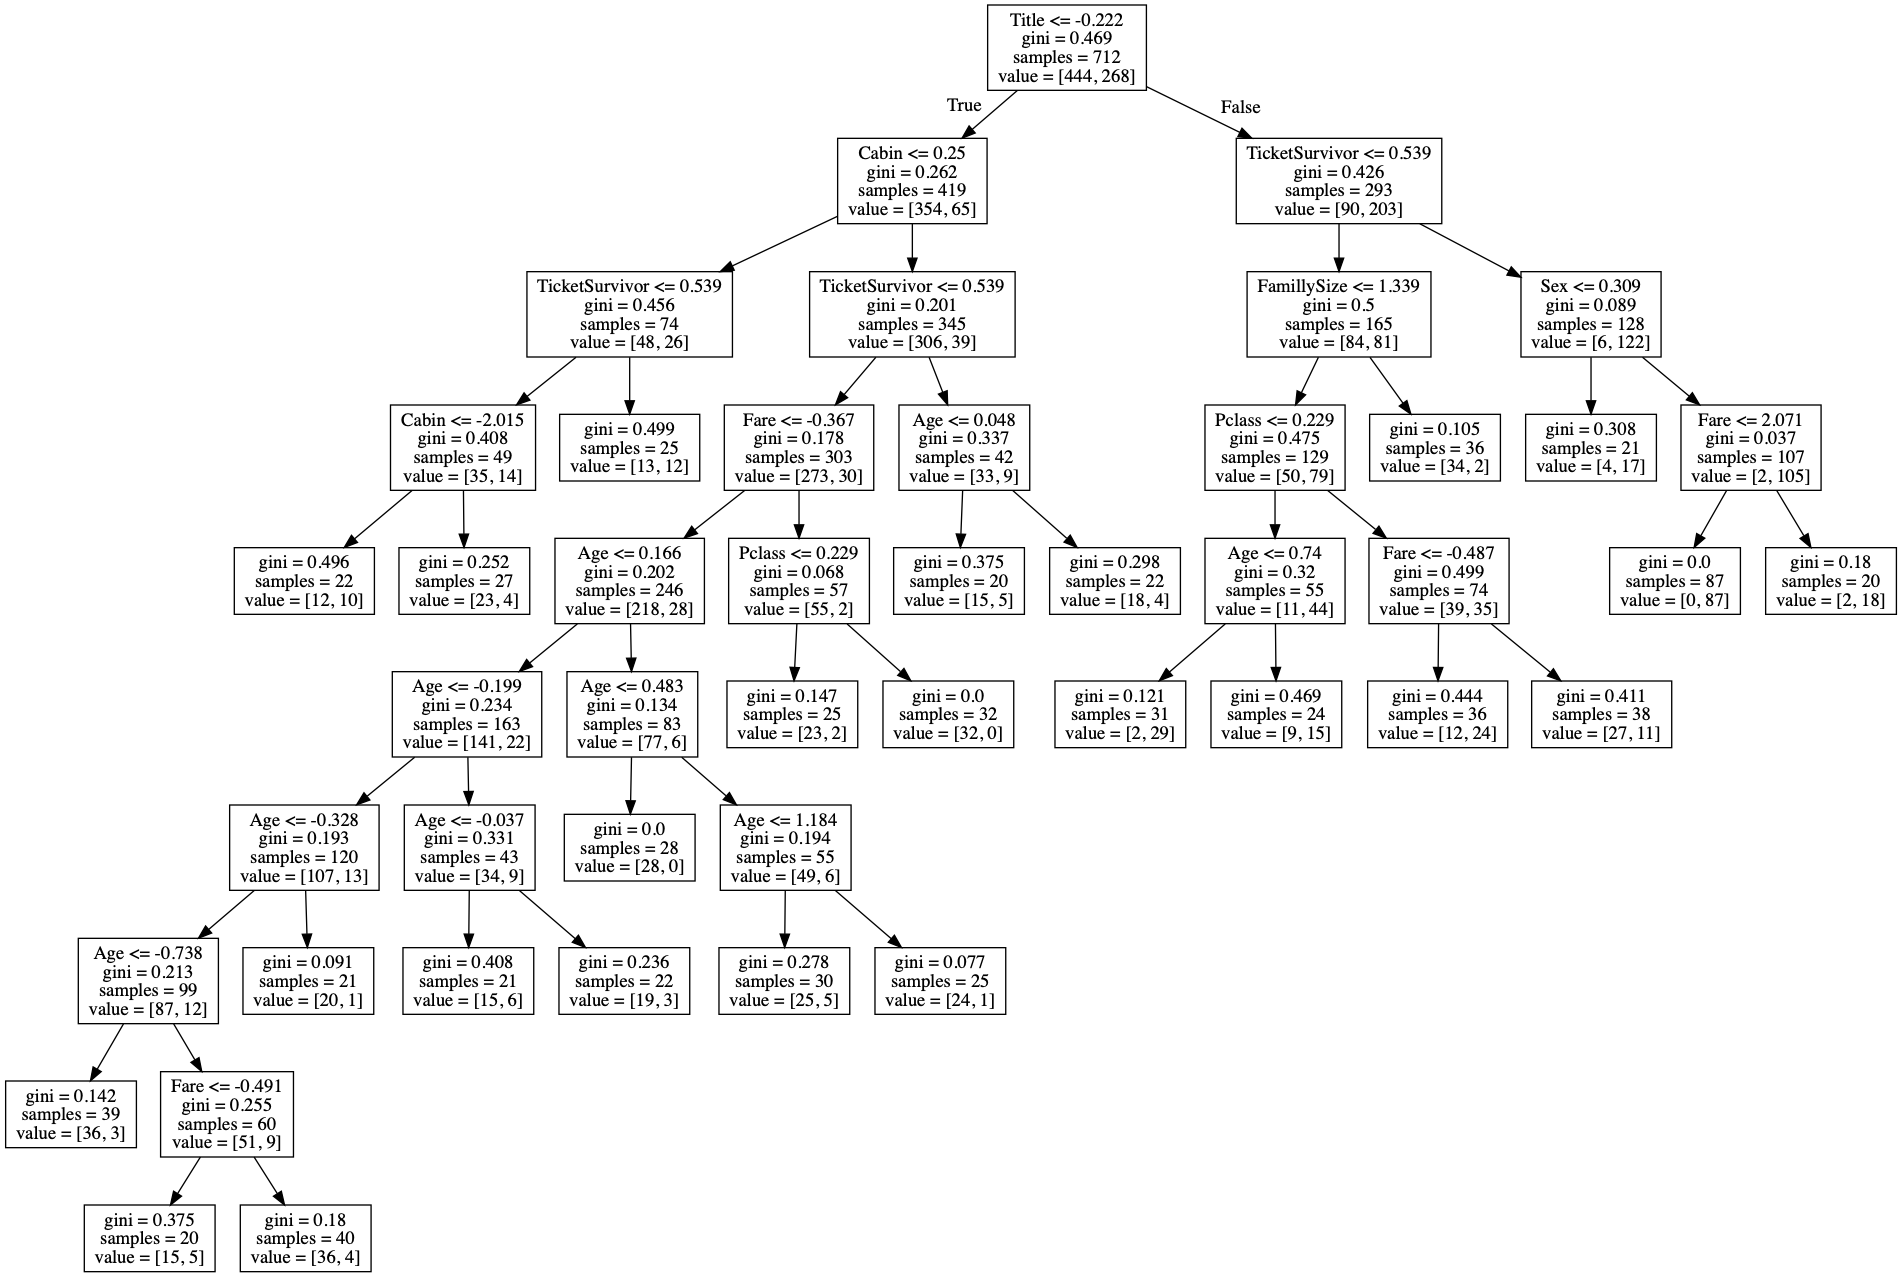 Title <= -0.222
gini = 0.469
samples = 712
value = [444, 268]
True
False
Cabin <= 0.25
gini = 0.262
samples = 419
value = [354, 65]
TicketSurvivor <= 0.539
gini = 0.426
samples = 293
value = [90, 203]
TicketSurvivor <= 0.539
gini = 0.456
samples = 74
value = [48, 26]
TicketSurvivor <= 0.539
gini = 0.201
samples = 345
value = [306, 39]
FamillySize <= 1.339
gini = 0.5
samples = 165
value = [84, 81]
Sex <= 0.309
gini = 0.089
samples = 128
value = [6, 122]
Cabin <= -2.015
gini = 0.408
samples = 49
value = [35, 14]
gini = 0.499
samples = 25
value = [13, 12]
Fare <= -0.367
gini = 0.178
samples = 303
value = [273, 30]
Age <= 0.048
gini = 0.337
samples = 42
value = [33, 9]
Pclass <= 0.229
gini = 0.475
samples = 129
value = [50, 79]
gini = 0.105
samples = 36
value = [34, 2]
gini = 0.308
samples = 21
value = [4, 17]
Fare <= 2.071
gini = 0.037
samples = 107
value = [2, 105]
gini = 0.496
samples = 22
value = [12, 10]
gini = 0.252
samples = 27
value = [23, 4]
Age <= 0.166
gini = 0.202
samples = 246
value = [218, 28]
Pclass <= 0.229
gini = 0.068
samples = 57
value = [55, 2]
gini = 0.375
samples = 20
value = [15, 5]
gini = 0.298
samples = 22
value = [18, 4]
Age <= 0.74
gini = 0.32
samples = 55
value = [11, 44]
Fare <= -0.487
gini = 0.499
samples = 74
value = [39, 35]
gini = 0.0
samples = 87
value = [0, 87]
gini = 0.18
samples = 20
value = [2, 18]
Age <= -0.199
gini = 0.234
samples = 163
value = [141, 22]
Age <= 0.483
gini = 0.134
samples = 83
value = [77, 6]
gini = 0.147
samples = 25
value = [23, 2]
gini = 0.0
samples = 32
value = [32, 0]
gini = 0.121
samples = 31
value = [2, 29]
gini = 0.469
samples = 24
value = [9, 15]
gini = 0.444
samples = 36
value = [12, 24]
gini = 0.411
samples = 38
value = [27, 11]
Age <= -0.328
gini = 0.193
samples = 120
value = [107, 13]
Age <= -0.037
gini = 0.331
samples = 43
value = [34, 9]
gini = 0.0
samples = 28
value = [28, 0]
Age <= 1.184
gini = 0.194
samples = 55
value = [49, 6]
Age <= -0.738
gini = 0.213
samples = 99
value = [87, 12]
gini = 0.091
samples = 21
value = [20, 1]
gini = 0.408
samples = 21
value = [15, 6]
gini = 0.236
samples = 22
value = [19, 3]
gini = 0.278
samples = 30
value = [25, 5]
gini = 0.077
samples = 25
value = [24, 1]
gini = 0.142
samples = 39
value = [36, 3]
Fare <= -0.491
gini = 0.255
samples = 60
value = [51, 9]
gini = 0.375
samples = 20
value = [15, 5]
gini = 0.18
samples = 40
value = [36, 4]